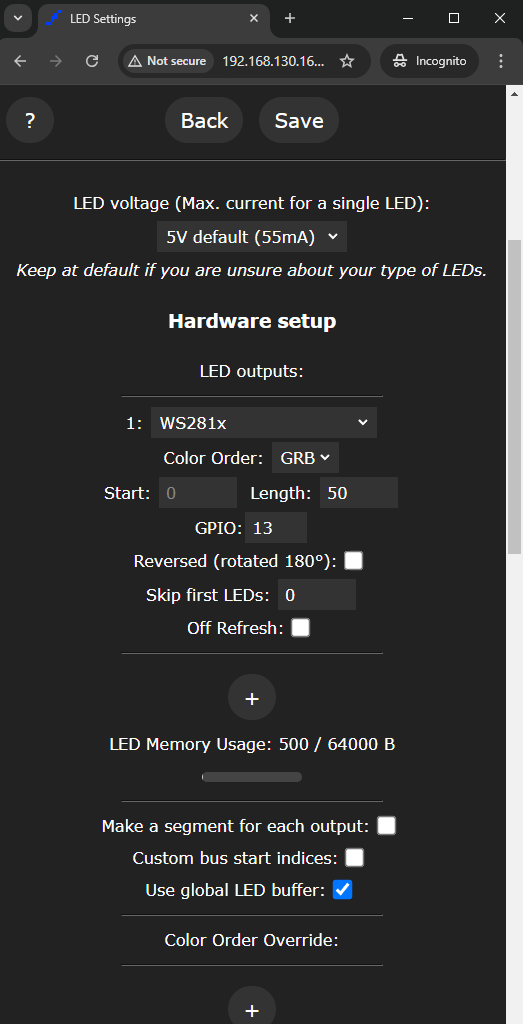 LED Settings
Not secure 192.168.130.16... Incognito
? Back Save
LED voltage (Max. current for a single LED):
5V default (55mA)
Keep at default if you are unsure about your type of LEDs.
Hardware setup
LED outputs:
1: WS281x
Color Order: GRB
Start: 0 Length: 50
GPIO: 13
Reversed (rotated 180°):
Skip first LEDs: 0
Off Refresh:
+
LED Memory Usage: 500 / 64000 B
Make a segment for each output:
Custom bus start indices:
Use global LED buffer:
Color Order Override:
+